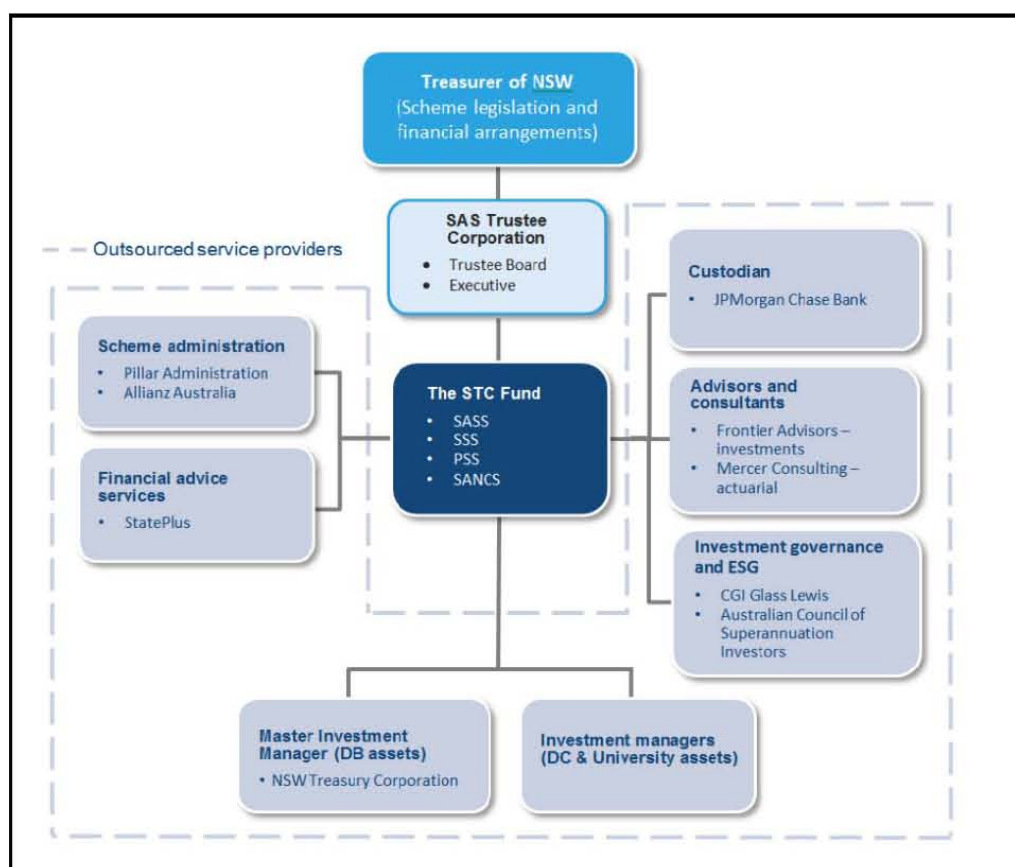 Treasurer of NSW
(Scheme legislation and
financial arrangements)
SAS Trustee
Corporation
• Trustee Board
• Executive
Outsourced service providers
Custodian
• JPMorgan Chase Bank
Scheme administration
• Pillar Administration
• Allianz Australia
The STC Fund
• SASS
• SSS
• PSS
• SANCS
Advisors and
consultants
• Frontier Advisors –
investments
• Mercer Consulting –
actuarial
Financial advice
services
• StatePlus
Investment governance
and ESG
• CGI Glass Lewis
• Australian Council of
Superannuation
Investors
Master Investment
Manager (DB assets)
• NSW Treasury Corporation
Investment managers
(DC & University assets)